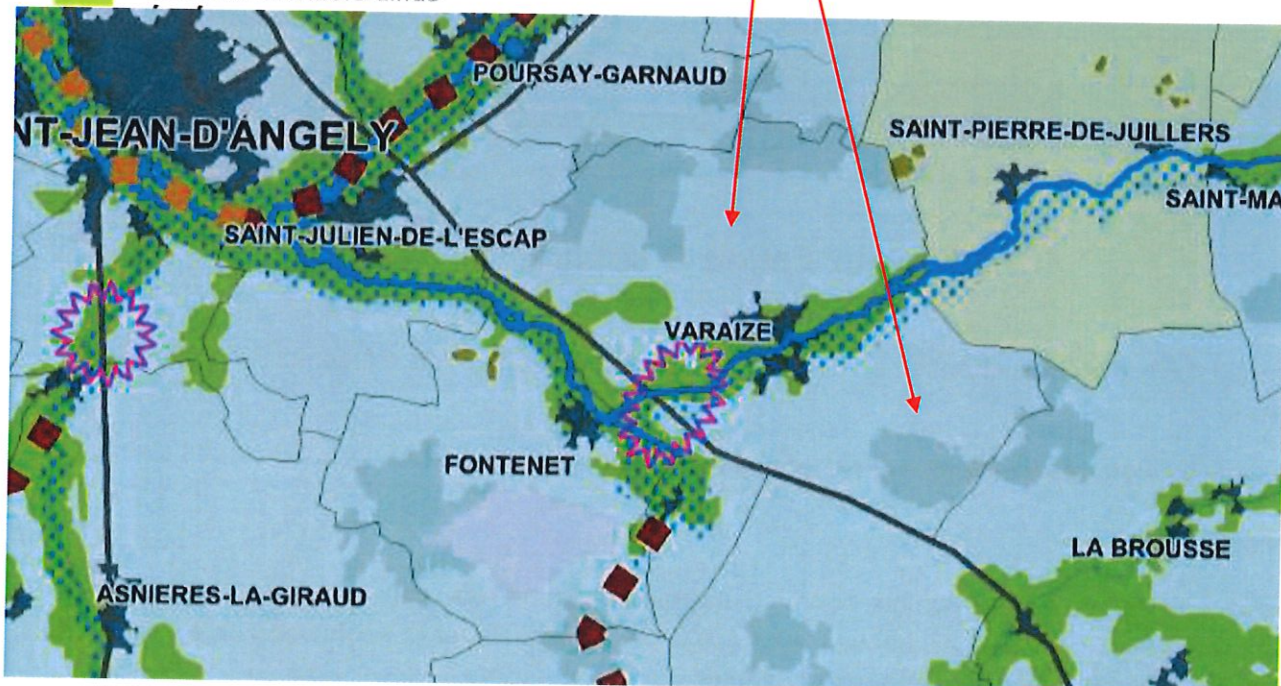 POURSAY-GARNAUD
NT-JEAN-D'ANGELY
SAINT-PIERRE-DE-JUILLERS
SAINT-MA
SAINT-JULIEN-DE-L'ESCAP
VARAIZE
FONTENET
LA BROUSSE
ASNIERES-LA-GIRAUD